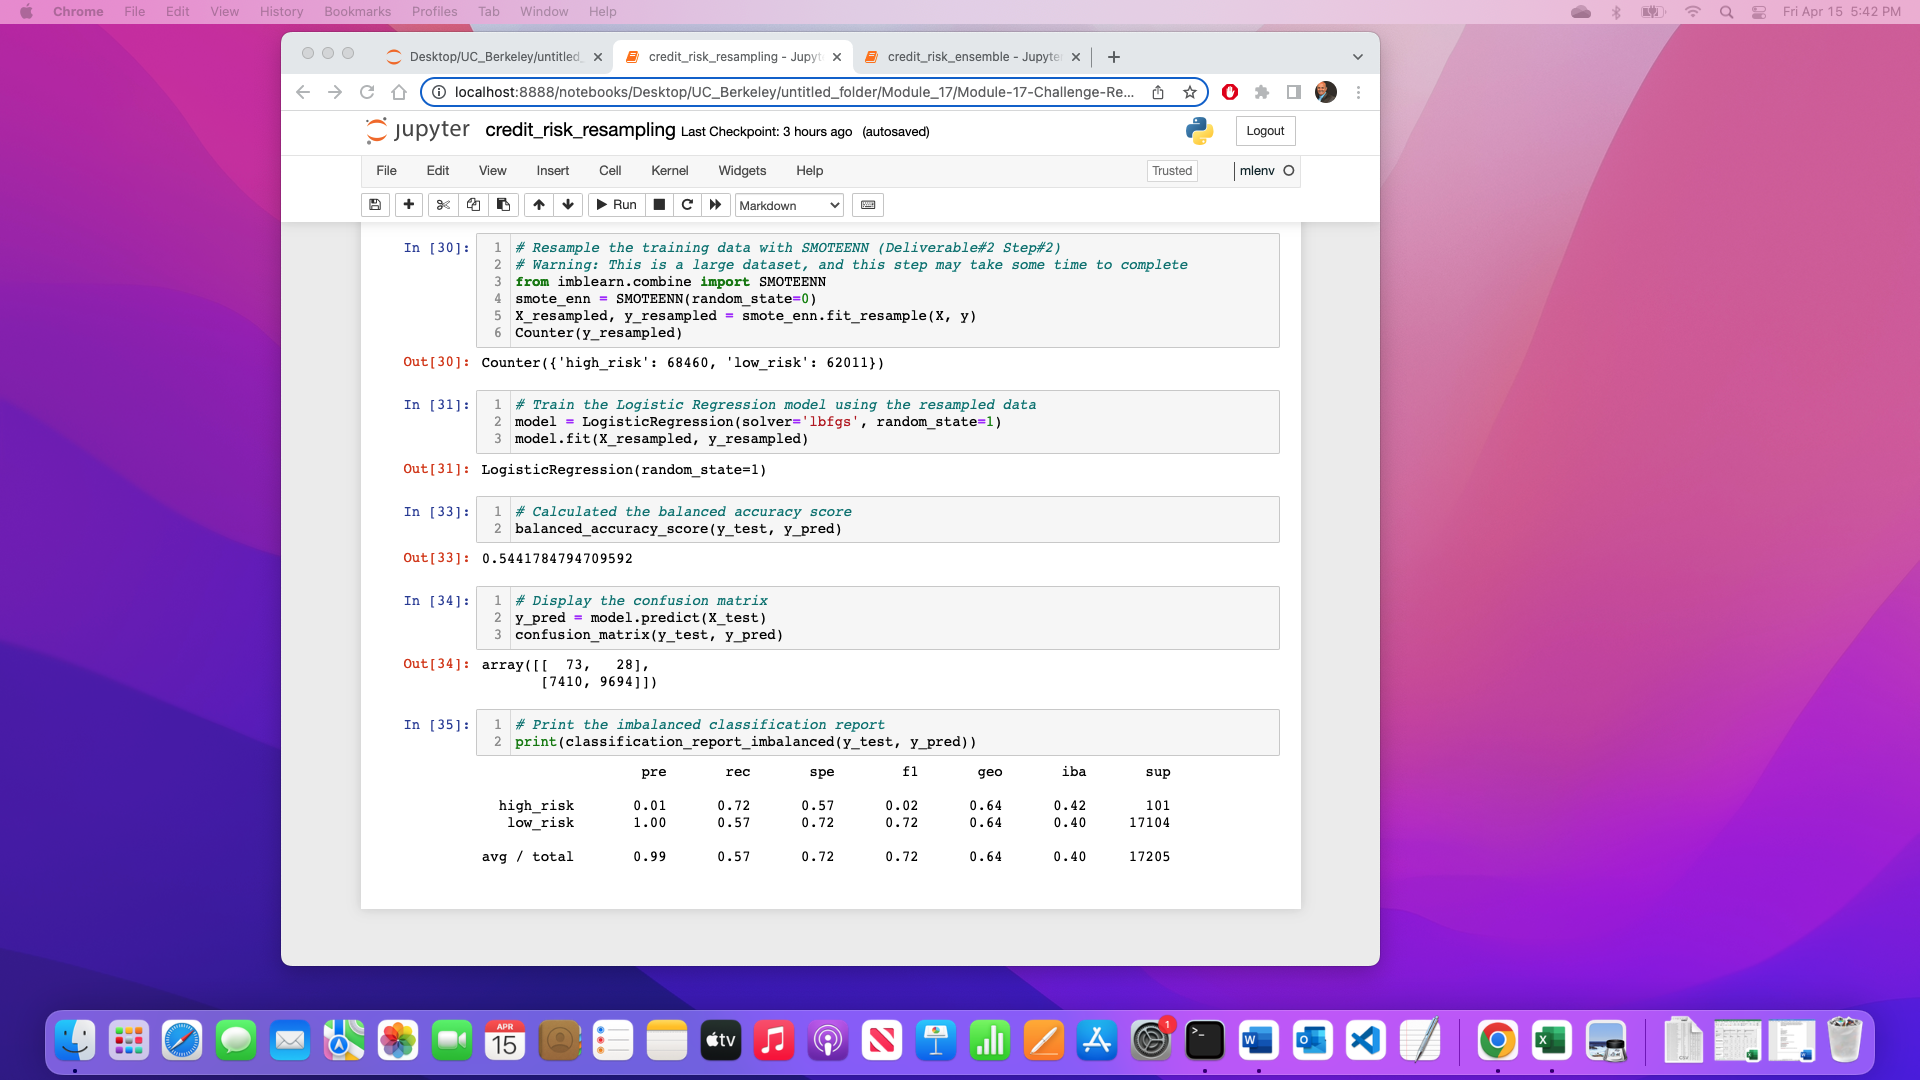 Chrome File Edit View History Bookmarks Profiles Tab Window Help Fri Apr 15 5:42 PM
Desktop/UC_Berkeley/untitled_ credit_risk_resampling - Jupyt credit_risk_ensemble - Jupyter
localhost:8888/notebooks/Desktop/UC_Berkeley/untitled_folder/Module_17/Module-17-Challenge-Re...
jupyter credit_risk_resampling Last Checkpoint: 3 hours ago (autosaved) Logout
File Edit View Insert Cell Kernel Widgets Help Trusted mlenv
Run Markdown
In [30]: 1 # Resample the training data with SMOTEENN (Deliverable#2 Step#2)
2 # Warning: This is a large dataset, and this step may take some time to complete
3 from imblearn.combine import SMOTEENN
4 smote_enn = SMOTEENN(random_state=0)
5 X_resampled, y_resampled = smote_enn.fit_resample(X, y)
6 Counter(y_resampled)
Out[30]: Counter({'high_risk': 68460, 'low_risk': 62011})
In [31]: 1 # Train the Logistic Regression model using the resampled data
2 model = LogisticRegression(solver='lbfgs', random_state=1)
3 model.fit(X_resampled, y_resampled)
Out[31]: LogisticRegression(random_state=1)
In [33]: 1 # Calculated the balanced accuracy score
2 balanced_accuracy_score(y_test, y_pred)
Out[33]: 0.5441784794709592
In [34]: 1 # Display the confusion matrix
2 y_pred = model.predict(X_test)
3 confusion_matrix(y_test, y_pred)
Out[34]: array([[ 73, 28],
[7410, 9694]])
In [35]: 1 # Print the imbalanced classification report
2 print(classification_report_imbalanced(y_test, y_pred))
pre rec spe f1 geo iba sup
high_risk 0.01 0.72 0.57 0.02 0.64 0.42 101
low_risk 1.00 0.57 0.72 0.72 0.64 0.40 17104
avg / total 0.99 0.57 0.72 0.72 0.64 0.40 17205
APR
15
tv
1
>_
W
O
X